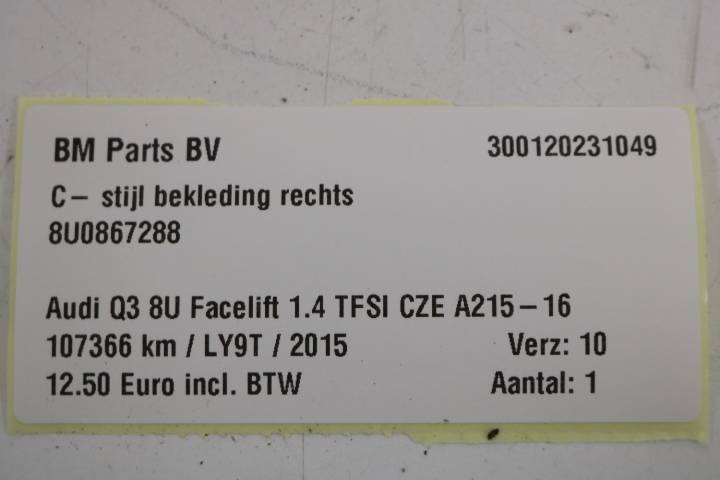 BM Parts BV 300120231049
C- stijl bekleding rechts
8U0867288
Audi Q3 8U Facelift 1.4 TFSI CZE A215-16
107366 km / LY9T / 2015 Verz: 10
12.50 Euro incl. BTW Aantal: 1